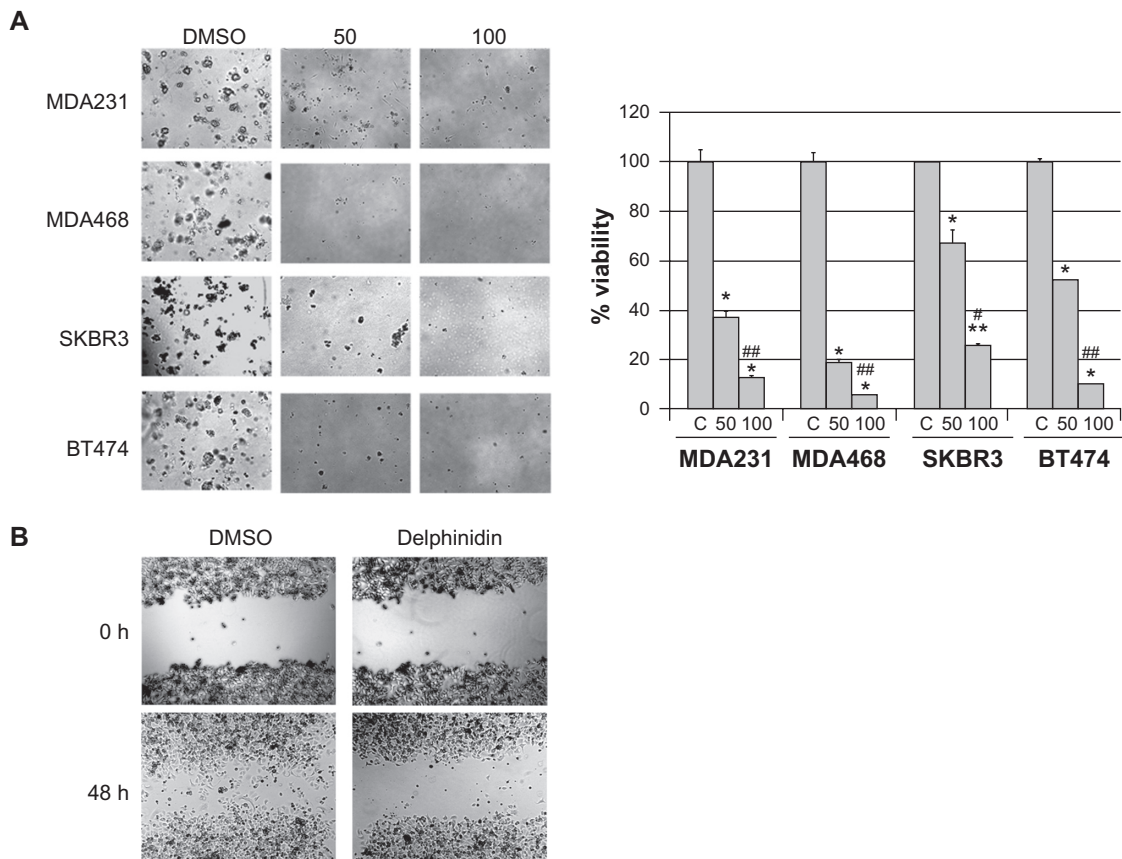 A
DMSO 50 100
MDA231
MDA468
SKBR3
BT474
% viability
120
100
80
60
40
20
0
*
##
*
*
##
*
*
#
**
*
##
*
C 50 100 C 50 100 C 50 100 C 50 100
MDA231 MDA468 SKBR3 BT474
B
DMSO Delphinidin
0 h
48 h